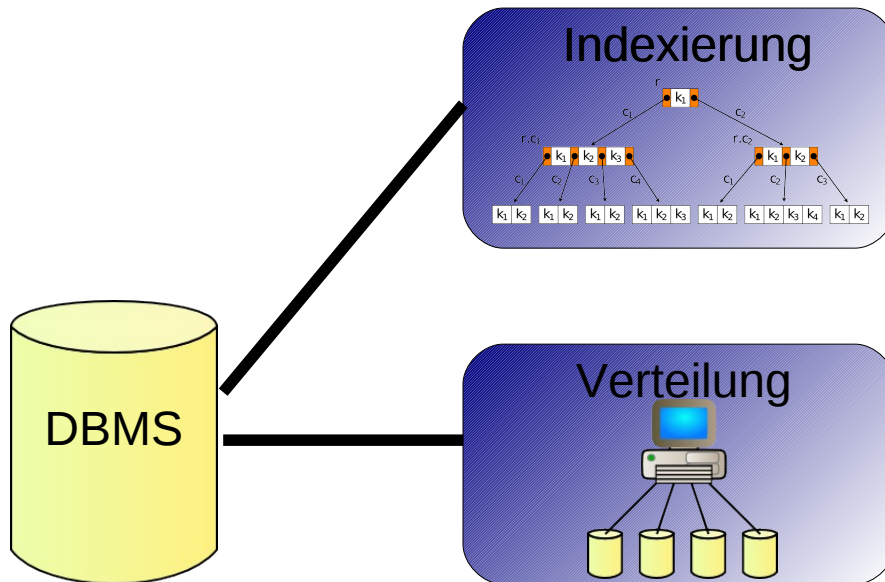 Indexierung
r
k₁
c₁ c₂
r.c₁ r.c₂
k₁ k₂ k₃ k₁ k₂
c₁ c₂ c₃ c₄ c₁ c₂ c₃
k₁ k₂ k₁ k₂ k₁ k₂ k₁ k₂ k₃ k₁ k₂ k₁ k₂ k₃ k₄ k₁ k₂
DBMS
Verteilung